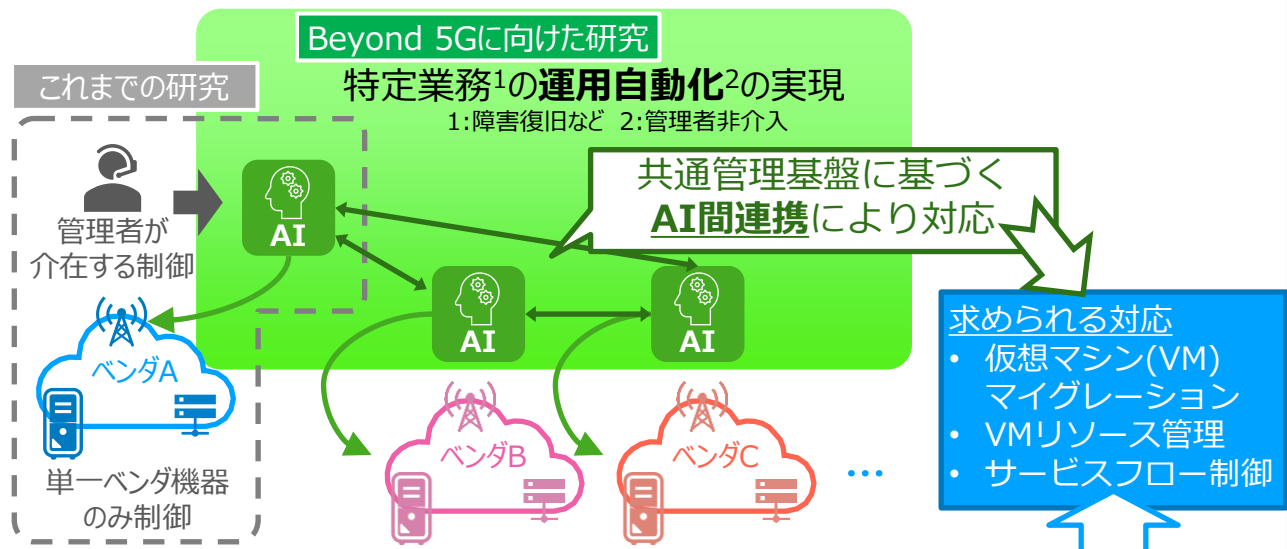 Beyond 5Gに向けた研究
これまでの研究
特定業務1の運用自動化2の実現
1:障害復旧など 2:管理者非介入
共通管理基盤に基づく
AI間連携により対応
AI
管理者が
介在する制御
AI
AI
求められる対応
• 仮想マシン(VM)
マイグレーション
• VMリソース管理
• サービスフロー制御
ベンダA
ベンダB
ベンダC
…
単一ベンダ機器
のみ制御